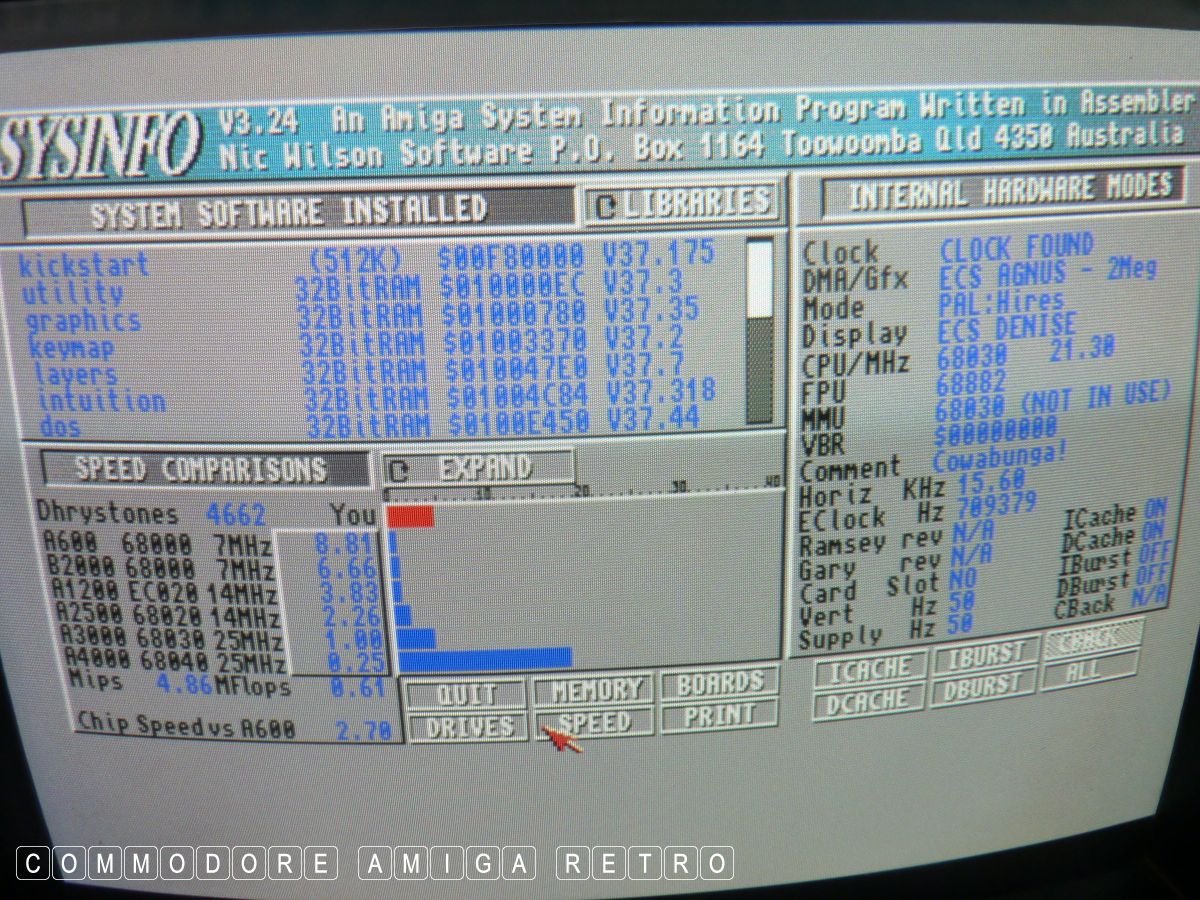 SYSINFO V3.24 An Amiga System Information Program Written in Assembler
Nic Wilson Software P.O. Box 1164 Toowoomba Qld 4350 Australia
SYSTEM SOFTWARE INSTALLED
LIBRARIES
kickstart (512K) $00F80000 V37.175
utility 32BitRAM $010000EC V37.3
graphics 32BitRAM $01000780 V37.35
keymap 32BitRAM $01003370 V37.2
layers 32BitRAM $010047E0 V37.7
intuition 32BitRAM $01004C84 V37.318
dos 32BitRAM $0100E450 V37.44
INTERNAL HARDWARE MODES
Clock CLOCK FOUND
DMA/Gfx ECS AGNUS - 2Meg
Mode PAL:Hires
Display ECS DENISE
CPU/MHz 68030 21.30
FPU 68882
MMU 68030 (NOT IN USE)
VBR $00000000
Comment Cowabunga!
Horiz KHz 15.60
EClock Hz 709379
Ramsey rev N/A
Gary rev N/A
Card Slot NO
Vert Hz 50
Supply Hz 50
ICache ON
DCache ON
IBurst OFF
DBurst OFF
CBack N/A
SPEED COMPARISONS
EXPAND
10 20 30 40
Dhrystones 4662 You
A600 68000 7MHz 8.81
B2000 68000 7MHz 6.66
A1200 EC020 14MHz 3.83
A2500 68020 14MHz 2.26
A3000 68030 25MHz 1.00
A4000 68040 25MHz 0.25
Mips 4.86 MFlops 0.61
Chip Speed vs A600 2.70
QUIT MEMORY BOARDS
DRIVES SPEED PRINT
ICACHE IBURST CBACK
DCACHE DBURST ALL
COMMODORE AMIGA RETRO